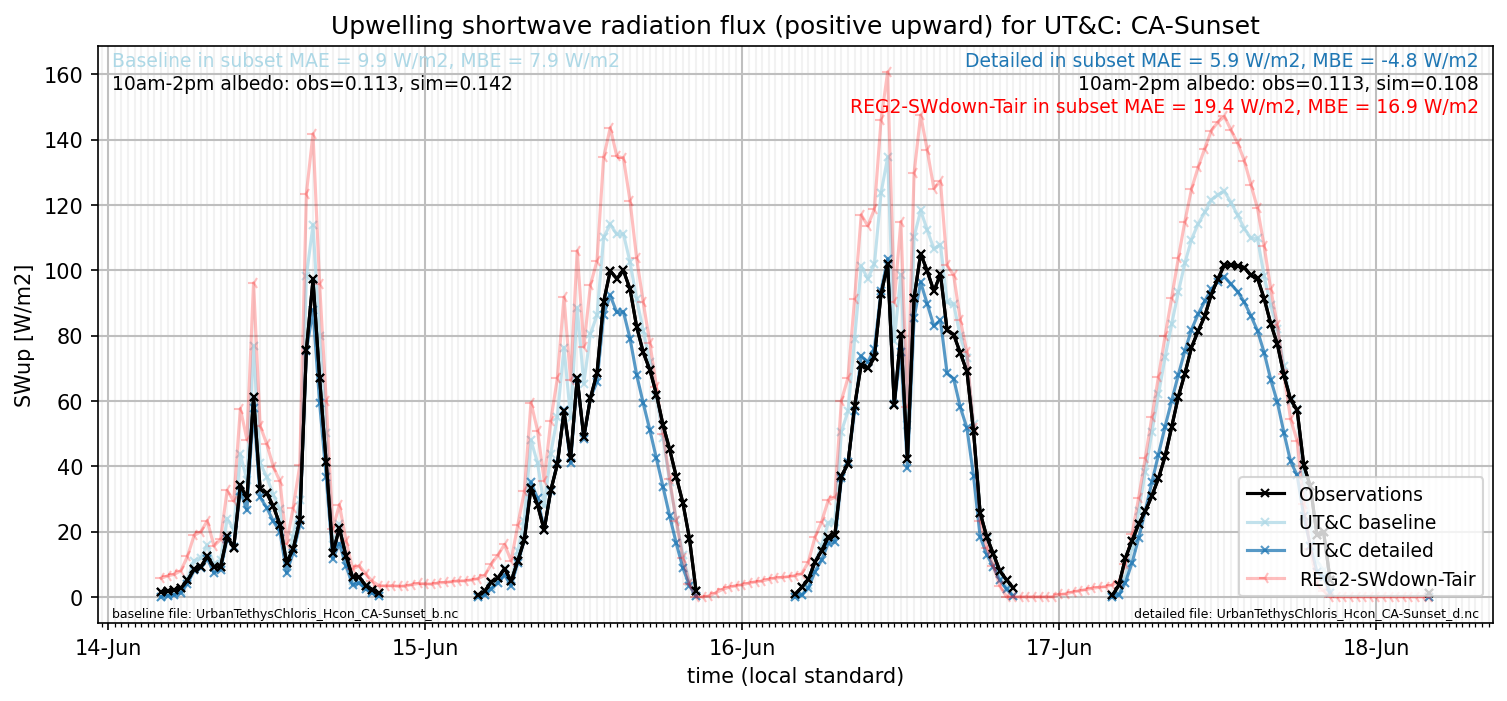 Upwelling shortwave radiation flux (positive upward) for UT&C: CA-Sunset
Baseline in subset MAE = 9.9 W/m2, MBE = 7.9 W/m2
10am-2pm albedo: obs=0.113, sim=0.142
Detailed in subset MAE = 5.9 W/m2, MBE = -4.8 W/m2
10am-2pm albedo: obs=0.113, sim=0.108
REG2-SWdown-Tair in subset MAE = 19.4 W/m2, MBE = 16.9 W/m2
SWup [W/m2]
160
140
120
100
80
60
40
20
0
Observations
UT&C baseline
UT&C detailed
REG2-SWdown-Tair
baseline file: UrbanTethysChloris_Hcon_CA-Sunset_b.nc
detailed file: UrbanTethysChloris_Hcon_CA-Sunset_d.nc
14-Jun
15-Jun
16-Jun
17-Jun
18-Jun
time (local standard)